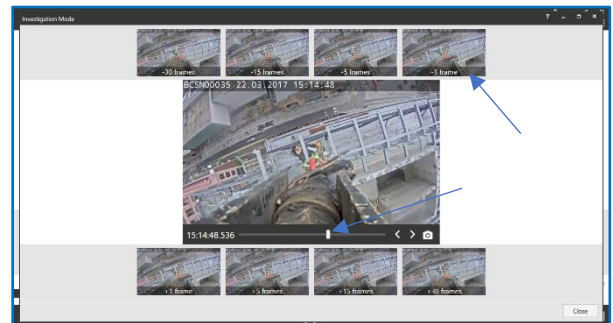 Investigation Mode
?
-30 frames
-15 frames
-5 frames
-1 frame
BCSN00035 22.03.2017 15:14:48
15:14:48.536
+1 frame
+5 frames
+15 frames
+30 frames
Close